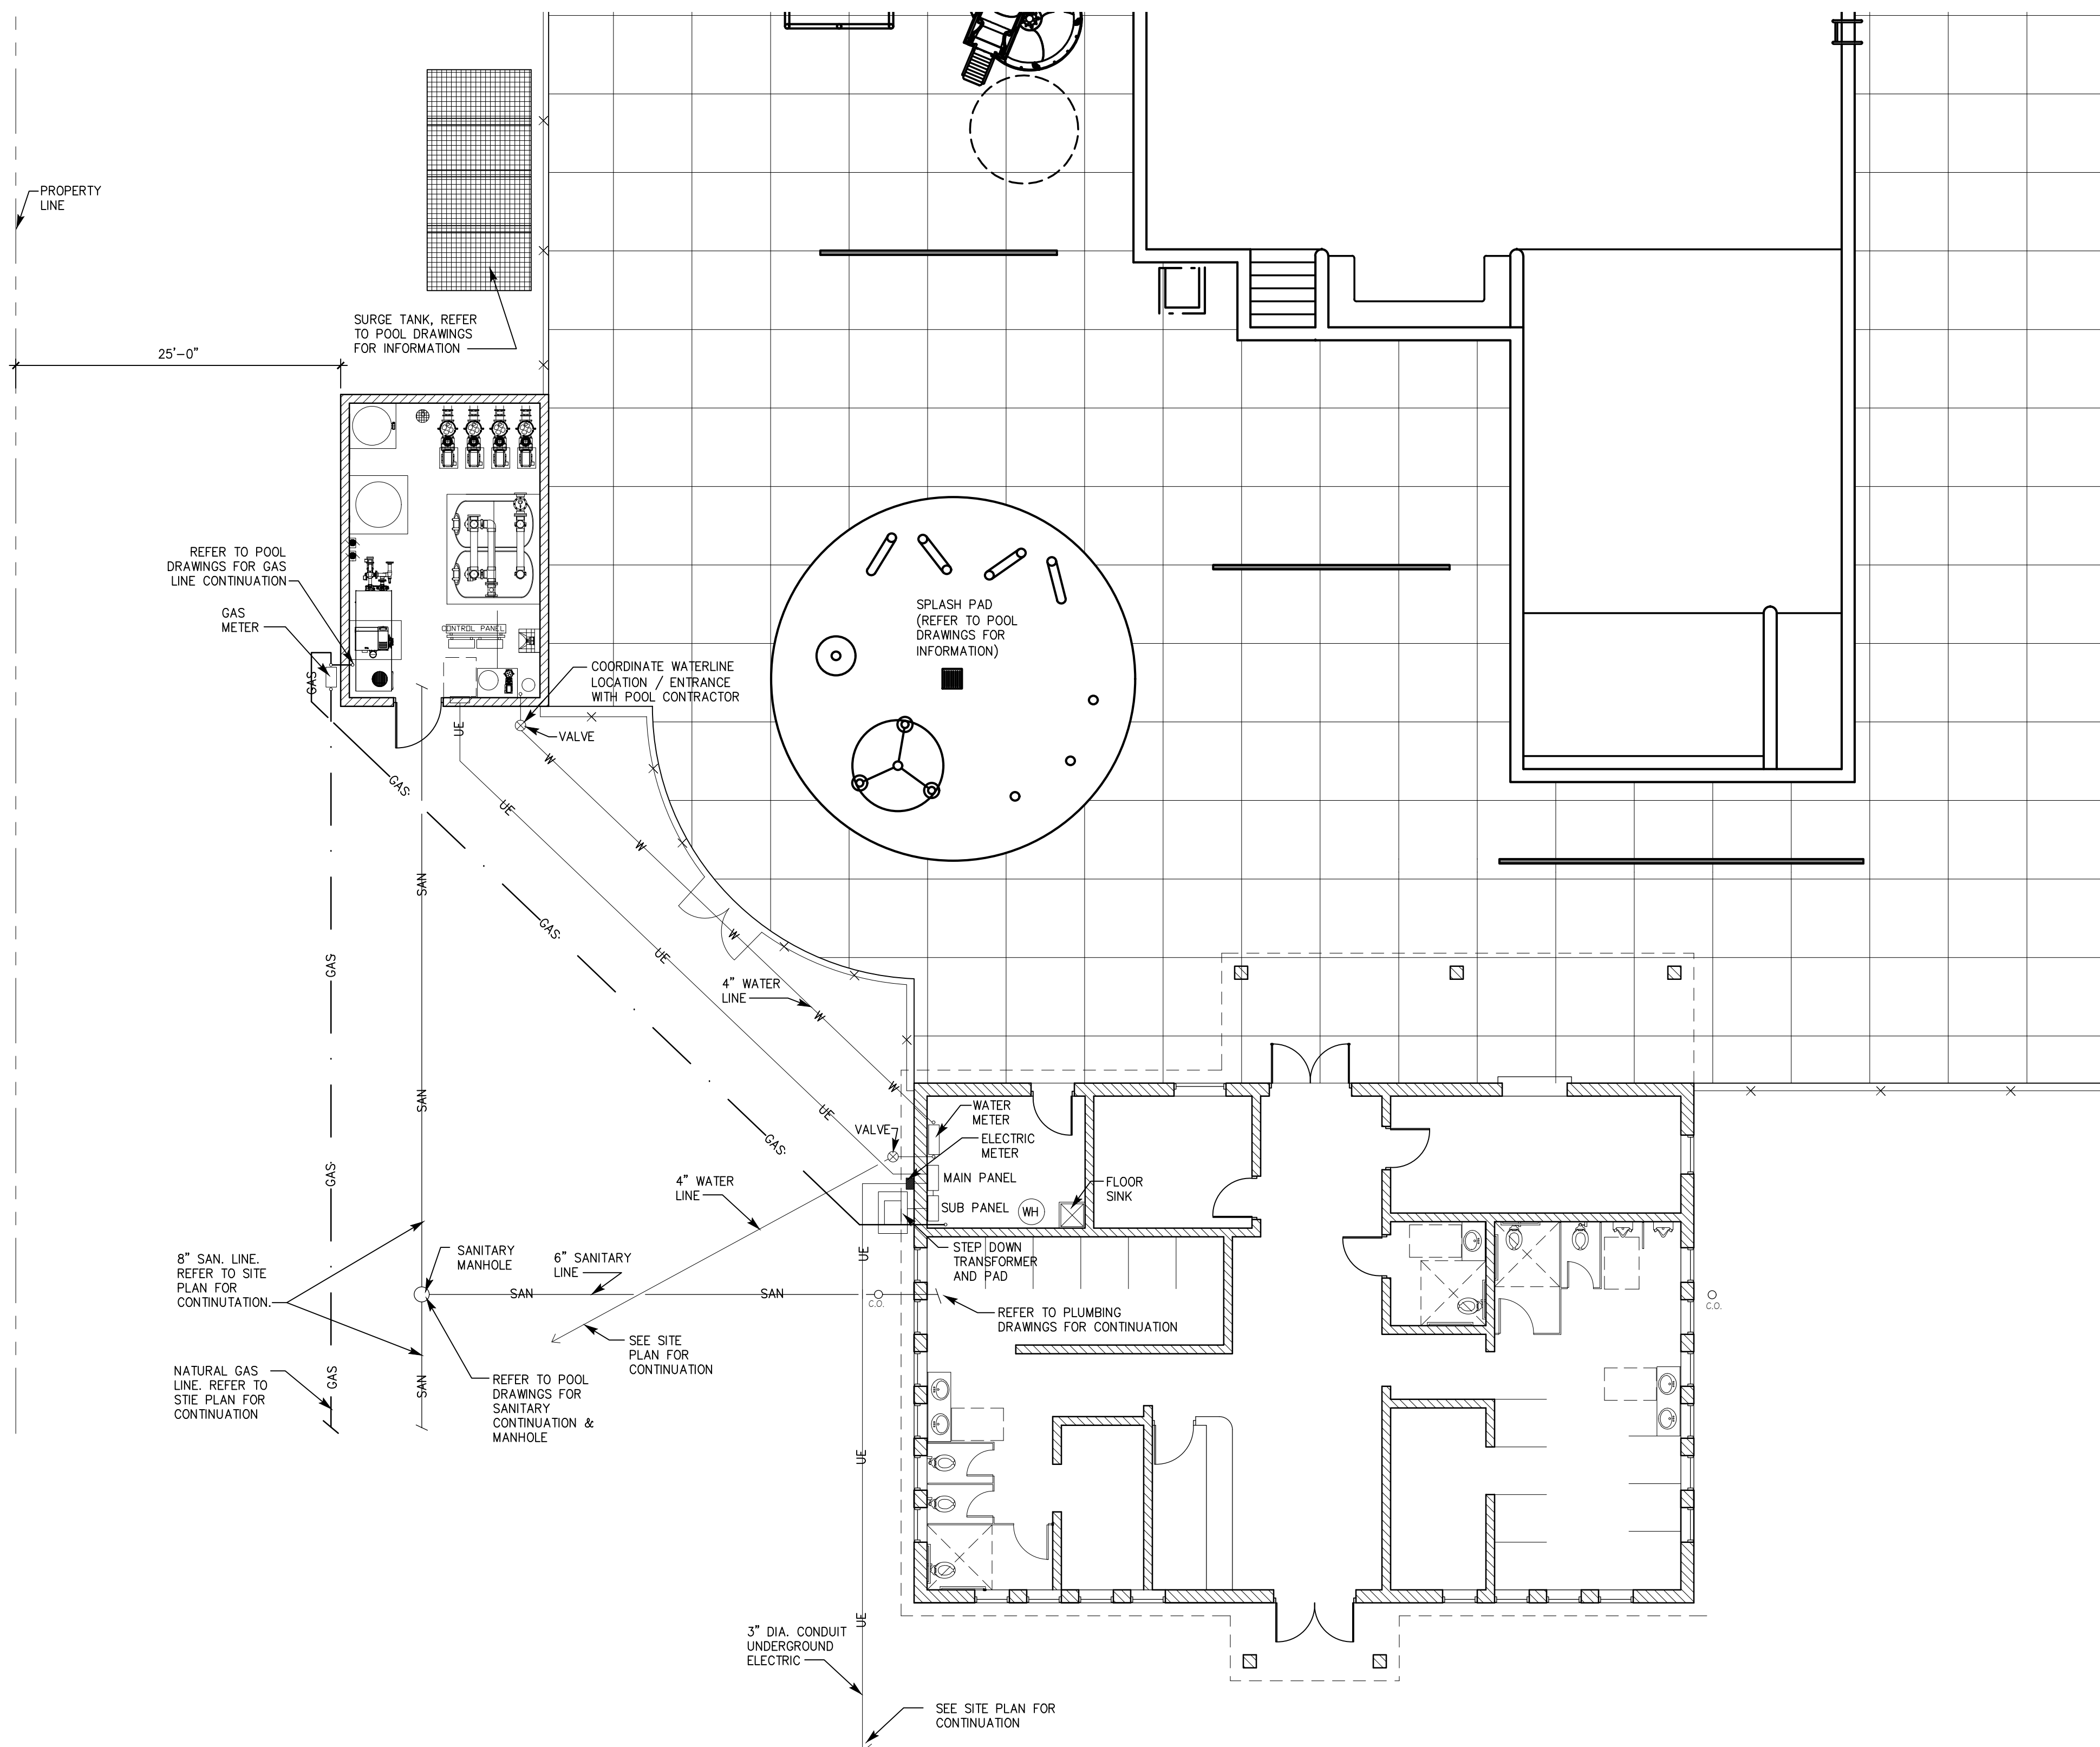 PROPERTY
LINE
SURGE TANK, REFER
TO POOL DRAWINGS
FOR INFORMATION
25'-0"
REFER TO POOL
DRAWINGS FOR GAS
LINE CONTINUATION
GAS
METER
CONTROL PANEL
SPLASH PAD
(REFER TO POOL
DRAWINGS FOR
INFORMATION)
COORDINATE WATERLINE
LOCATION / ENTRANCE
WITH POOL CONTRACTOR
VALVE
GAS
UE
W
GAS
UE
W
SAN
GAS
UE
W
GAS
4" WATER
LINE
W
SAN
UE
W
GAS
WATER
METER
VALVE
ELECTRIC
METER
MAIN PANEL
SUB PANEL
WH
FLOOR
SINK
GAS
4" WATER
LINE
STEP DOWN
TRANSFORMER
AND PAD
UE
8" SAN. LINE.
REFER TO SITE
PLAN FOR
CONTINUTATION.
SANITARY
MANHOLE
6" SANITARY
LINE
SAN
SAN
C.O.
C.O.
REFER TO PLUMBING
DRAWINGS FOR CONTINUATION
SEE SITE
PLAN FOR
CONTINUATION
NATURAL GAS
LINE. REFER TO
STIE PLAN FOR
CONTINUATION
GAS
SAN
REFER TO POOL
DRAWINGS FOR
SANITARY
CONTINUATION &
MANHOLE
UE
UE
3" DIA. CONDUIT
UNDERGROUND
ELECTRIC
SEE SITE PLAN FOR
CONTINUATION